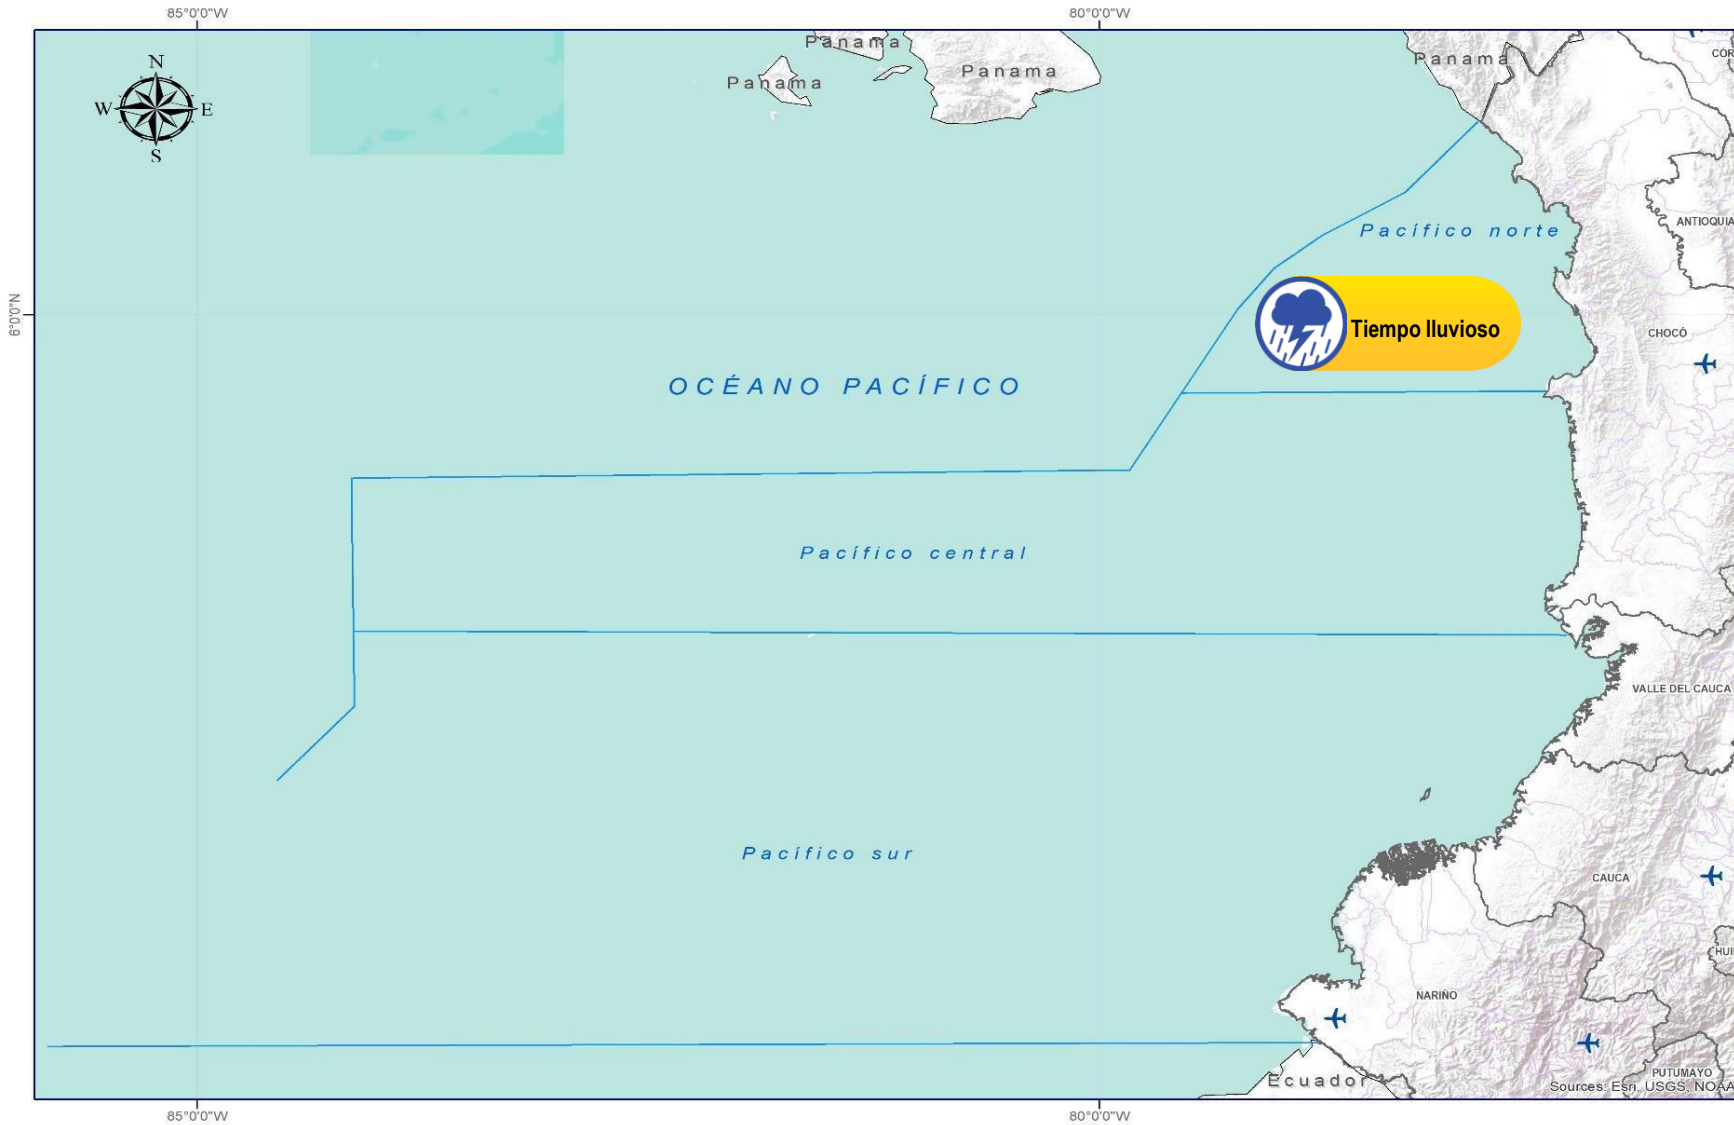 85°0'0"W
80°0'0"W
Panama
Panama
Panama
Panama
COR
N
W
E
S
ANTIOQUIA
Pacífico norte
6°0'0"N
Tiempo lluvioso
CHOCÓ
OCÉANO PACÍFICO
Pacífico central
VALLE DEL CAUCA
Pacífico sur
CAUCA
HUI
NARIÑO
PUTUMAYO
Ecuador
Sources: Esri, USGS, NOAA
85°0'0"W
80°0'0"W